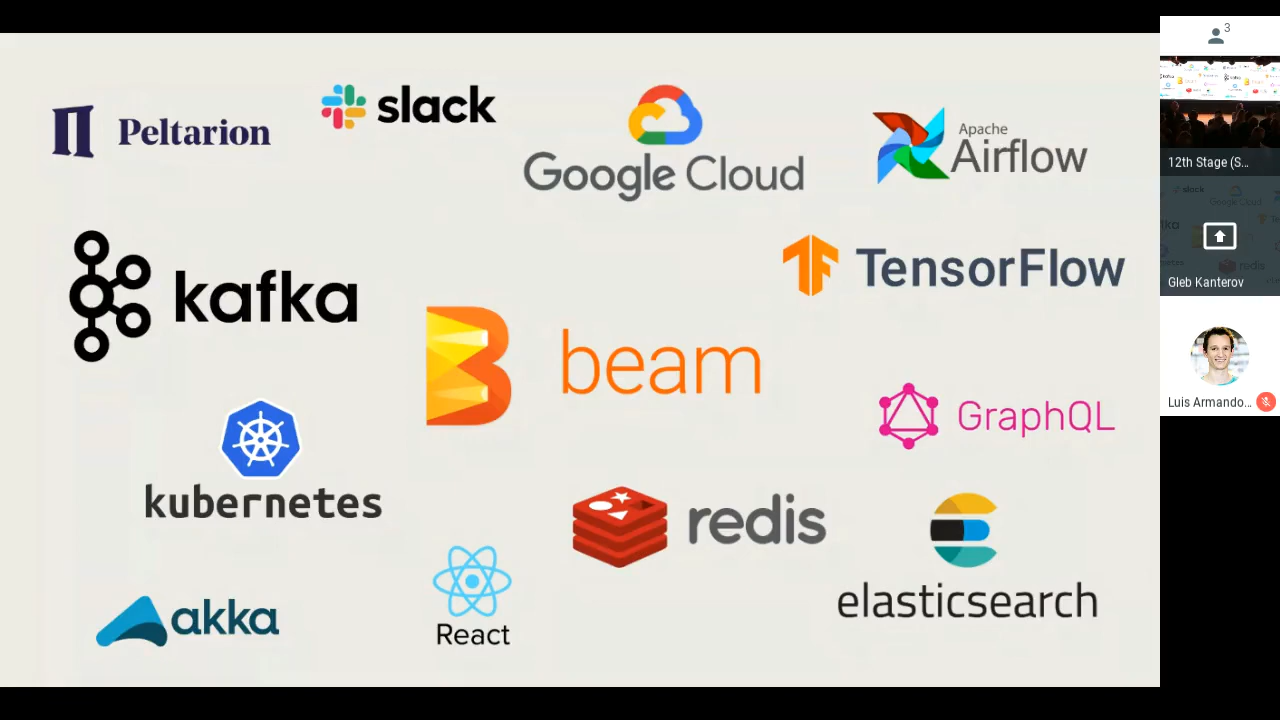 Peltarion
slack
Google Cloud
Apache
Airflow
kafka
TensorFlow
beam
GraphQL
kubernetes
redis
elasticsearch
akka
React
3
12th Stage (S...
Gleb Kanterov
Luis Armando...